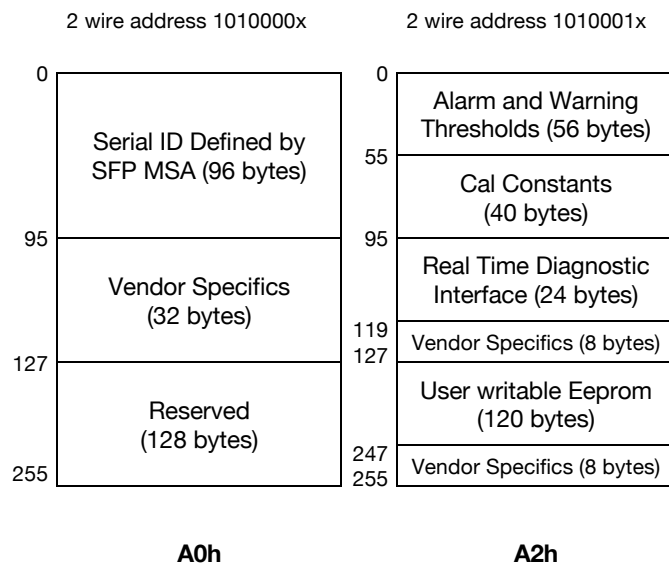 2 wire address 1010000x
0
Serial ID Defined by
SFP MSA (96 bytes)
95
Vendor Specifics
(32 bytes)
127
Reserved
(128 bytes)
255
A0h
2 wire address 1010001x
0
Alarm and Warning
Thresholds (56 bytes)
55
Cal Constants
(40 bytes)
95
Real Time Diagnostic
Interface (24 bytes)
119
Vendor Specifics (8 bytes)
127
User writable Eeprom
(120 bytes)
247
Vendor Specifics (8 bytes)
255
A2h